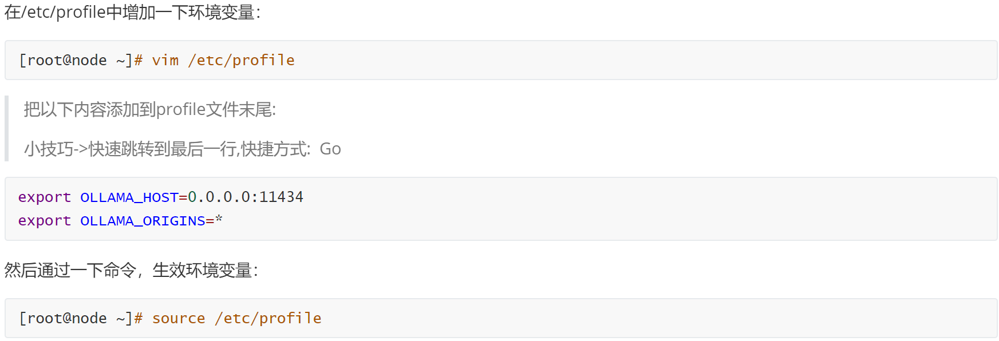 在/etc/profile中增加一下环境变量：
[root@node ~]# vim /etc/profile
把以下内容添加到profile文件末尾:
小技巧->快速跳转到最后一行,快捷方式:  Go
export OLLAMA_HOST=0.0.0.0:11434
export OLLAMA_ORIGINS=*
然后通过一下命令，生效环境变量：
[root@node ~]# source /etc/profile